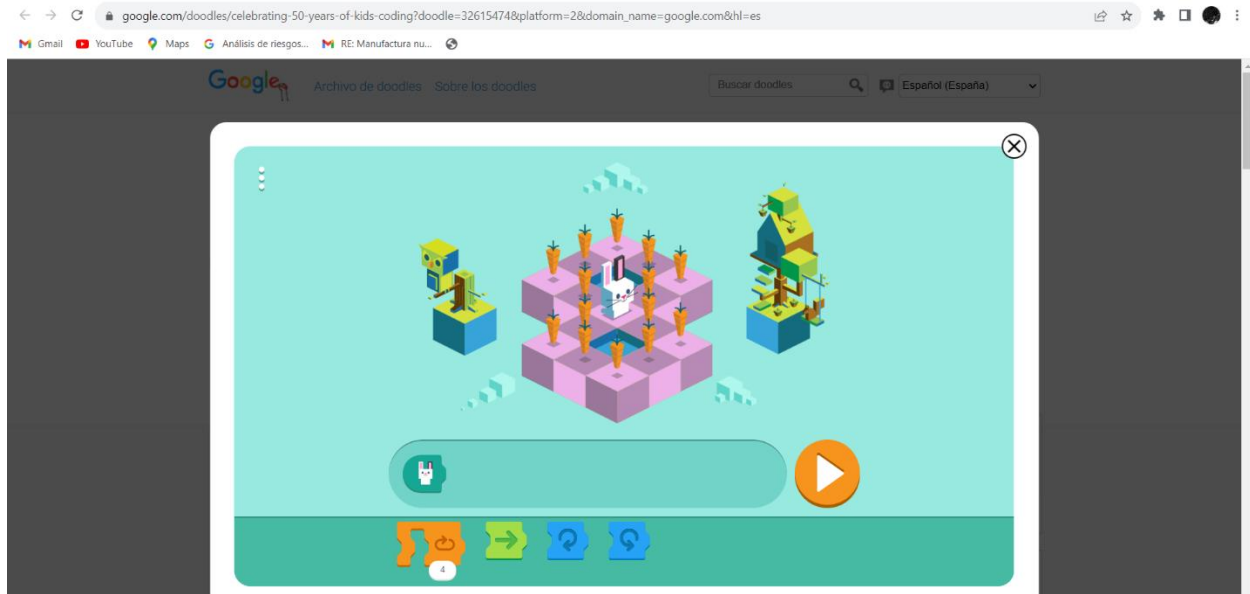 google.com/doodles/celebrating-50-years-of-kids-coding?doodle=32615474&platform=2&domain_name=google.com&hl=es
Gmail YouTube Maps Análisis de riesgos... RE: Manufactura nu...
Google Archivo de doodles Sobre los doodles Buscar doodles Español (España)
4